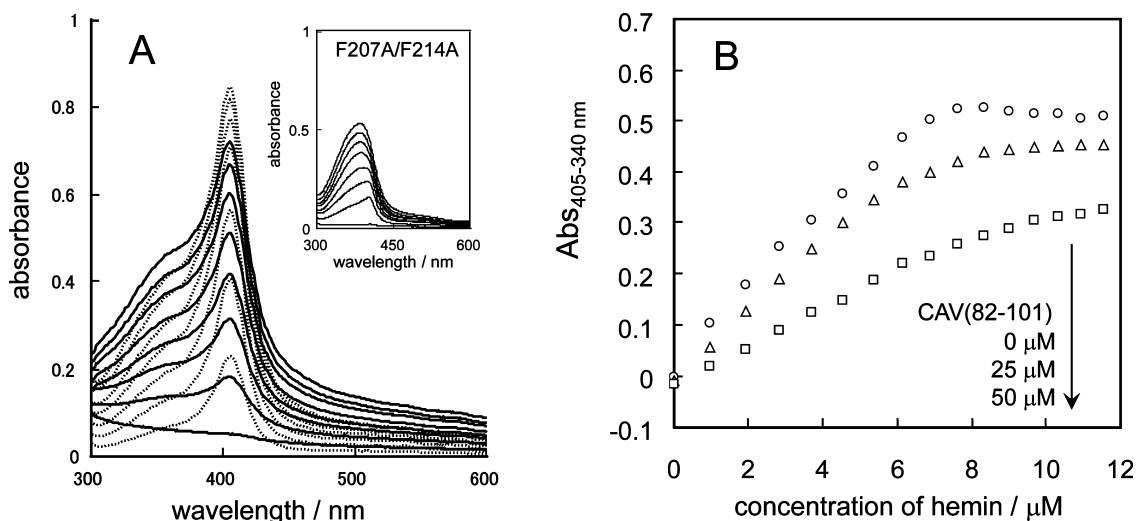 A
absorbance
1
0.8
0.6
0.4
0.2
0
300
400
500
600
wavelength / nm
F207A/F214A
absorbance
1
0.5
0
300
450
600
wavelength / nm
B
Abs405-340 nm
0.7
0.6
0.5
0.4
0.3
0.2
0.1
0
-0.1
0
2
4
6
8
10
12
concentration of hemin / μM
CAV(82-101)
0 μM
25 μM
50 μM